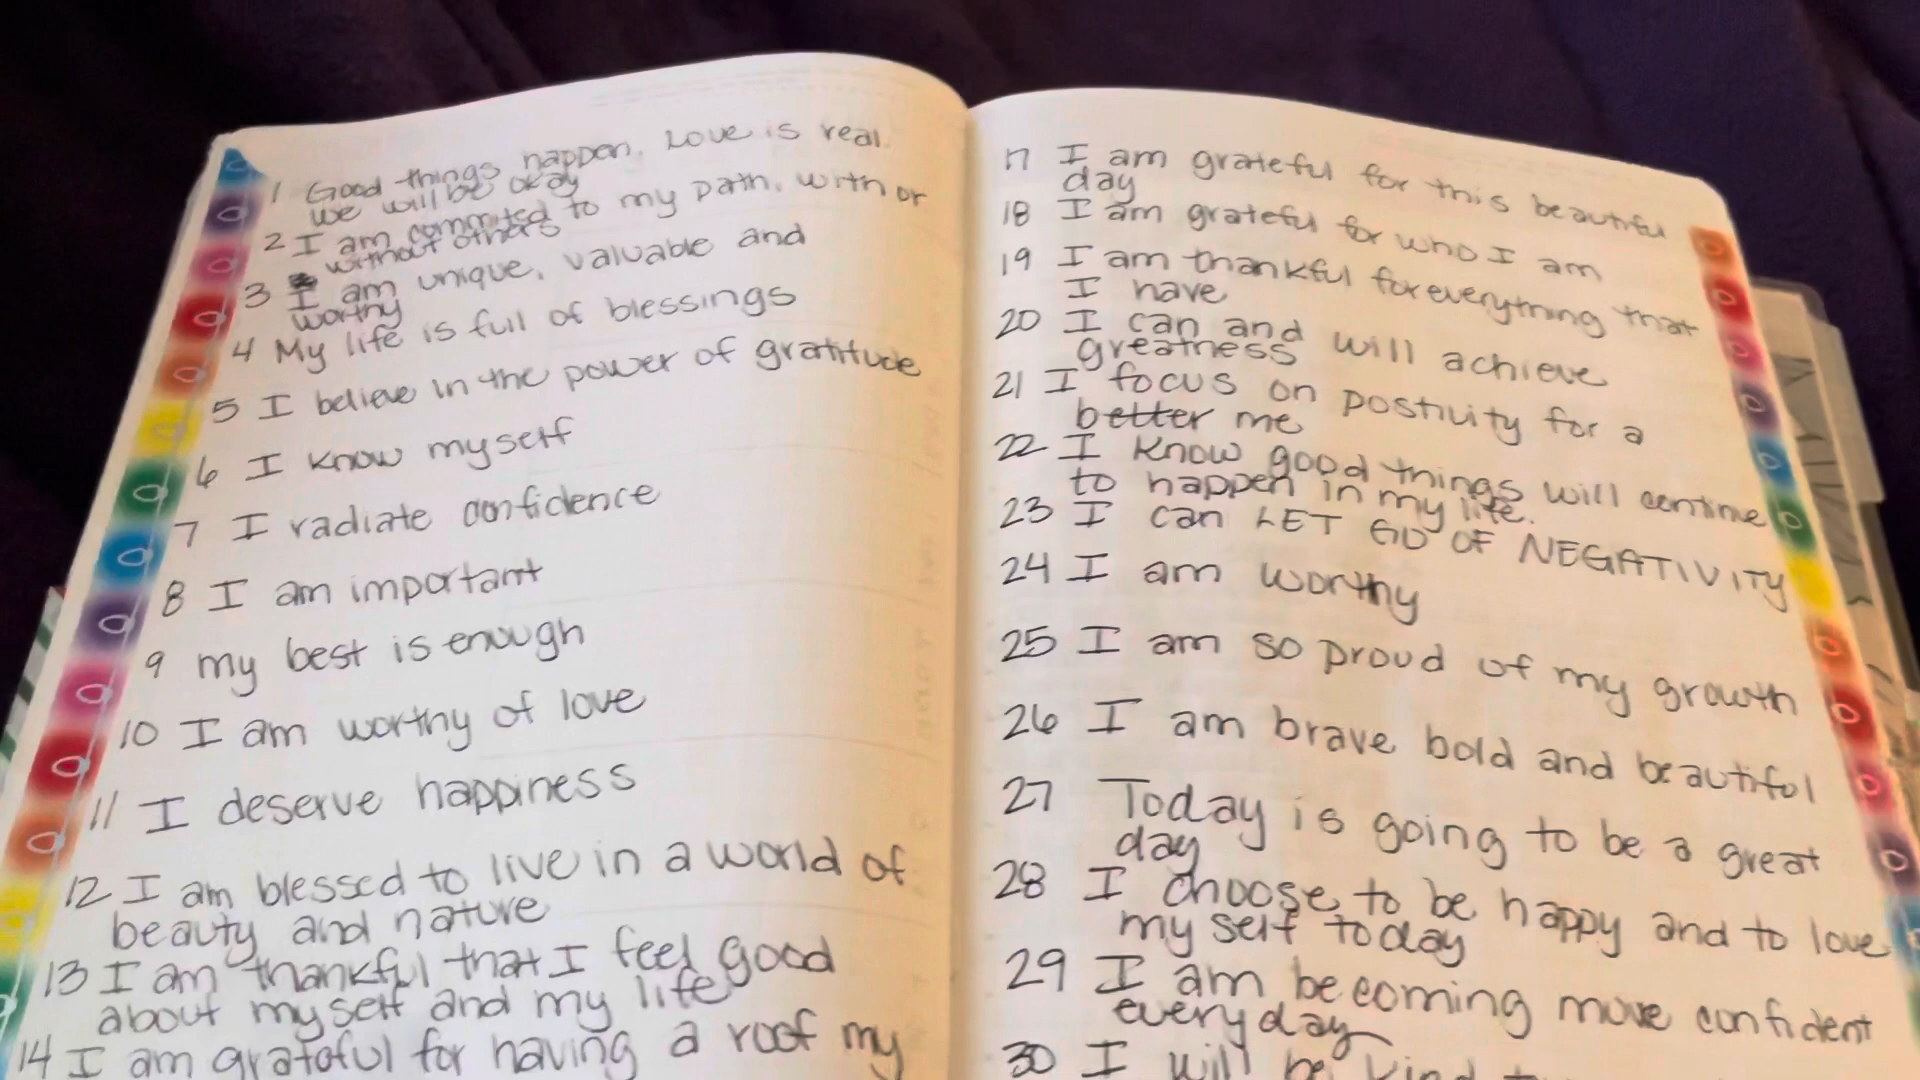 1 Good things happen. Love is real.
we will be okay
2 I am committed to my path, with or
without others
3 I am unique, valuable and
worthy
4 My life is full of blessings
5 I believe in the power of gratitude
6 I know myself
7 I radiate confidence
8 I am important
9 my best is enough
10 I am worthy of love
11 I deserve happiness
12 I am blessed to live in a world of
beauty and nature
13 I am thankful that I feel good
about myself and my life
14 I am grateful for having a roof my
17 I am grateful for this beautiful
day
18 I am grateful for who I am
19 I am thankful for everything that
I have
20 I can and will achieve
greatness
21 I focus on postiuity for a
better me
22 I know good things will continue
to happen in my life.
23 I can LET GO OF NEGATIVITY
24 I am worthy
25 I am so proud of my growth
26 I am brave bold and beautiful
27 Today is going to be a great
day
28 I choose to be happy and to love
my self today
29 I am becoming more confident
everyday
30 I will be kind